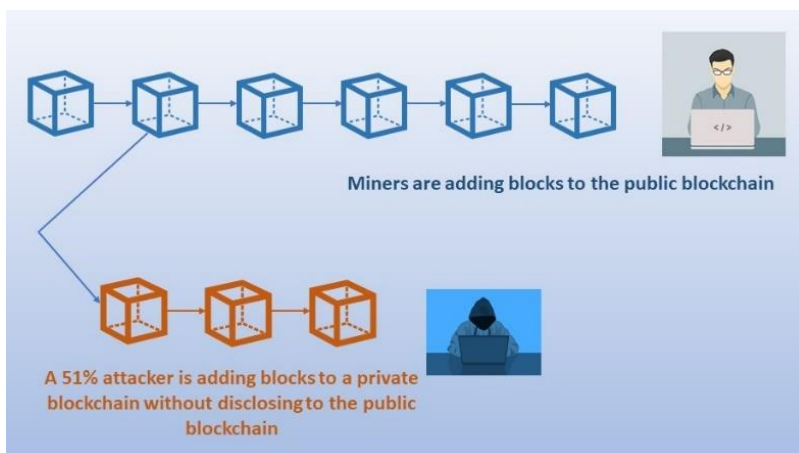 </>
Miners are adding blocks to the public blockchain
A 51% attacker is adding blocks to a private
blockchain without disclosing to the public
blockchain